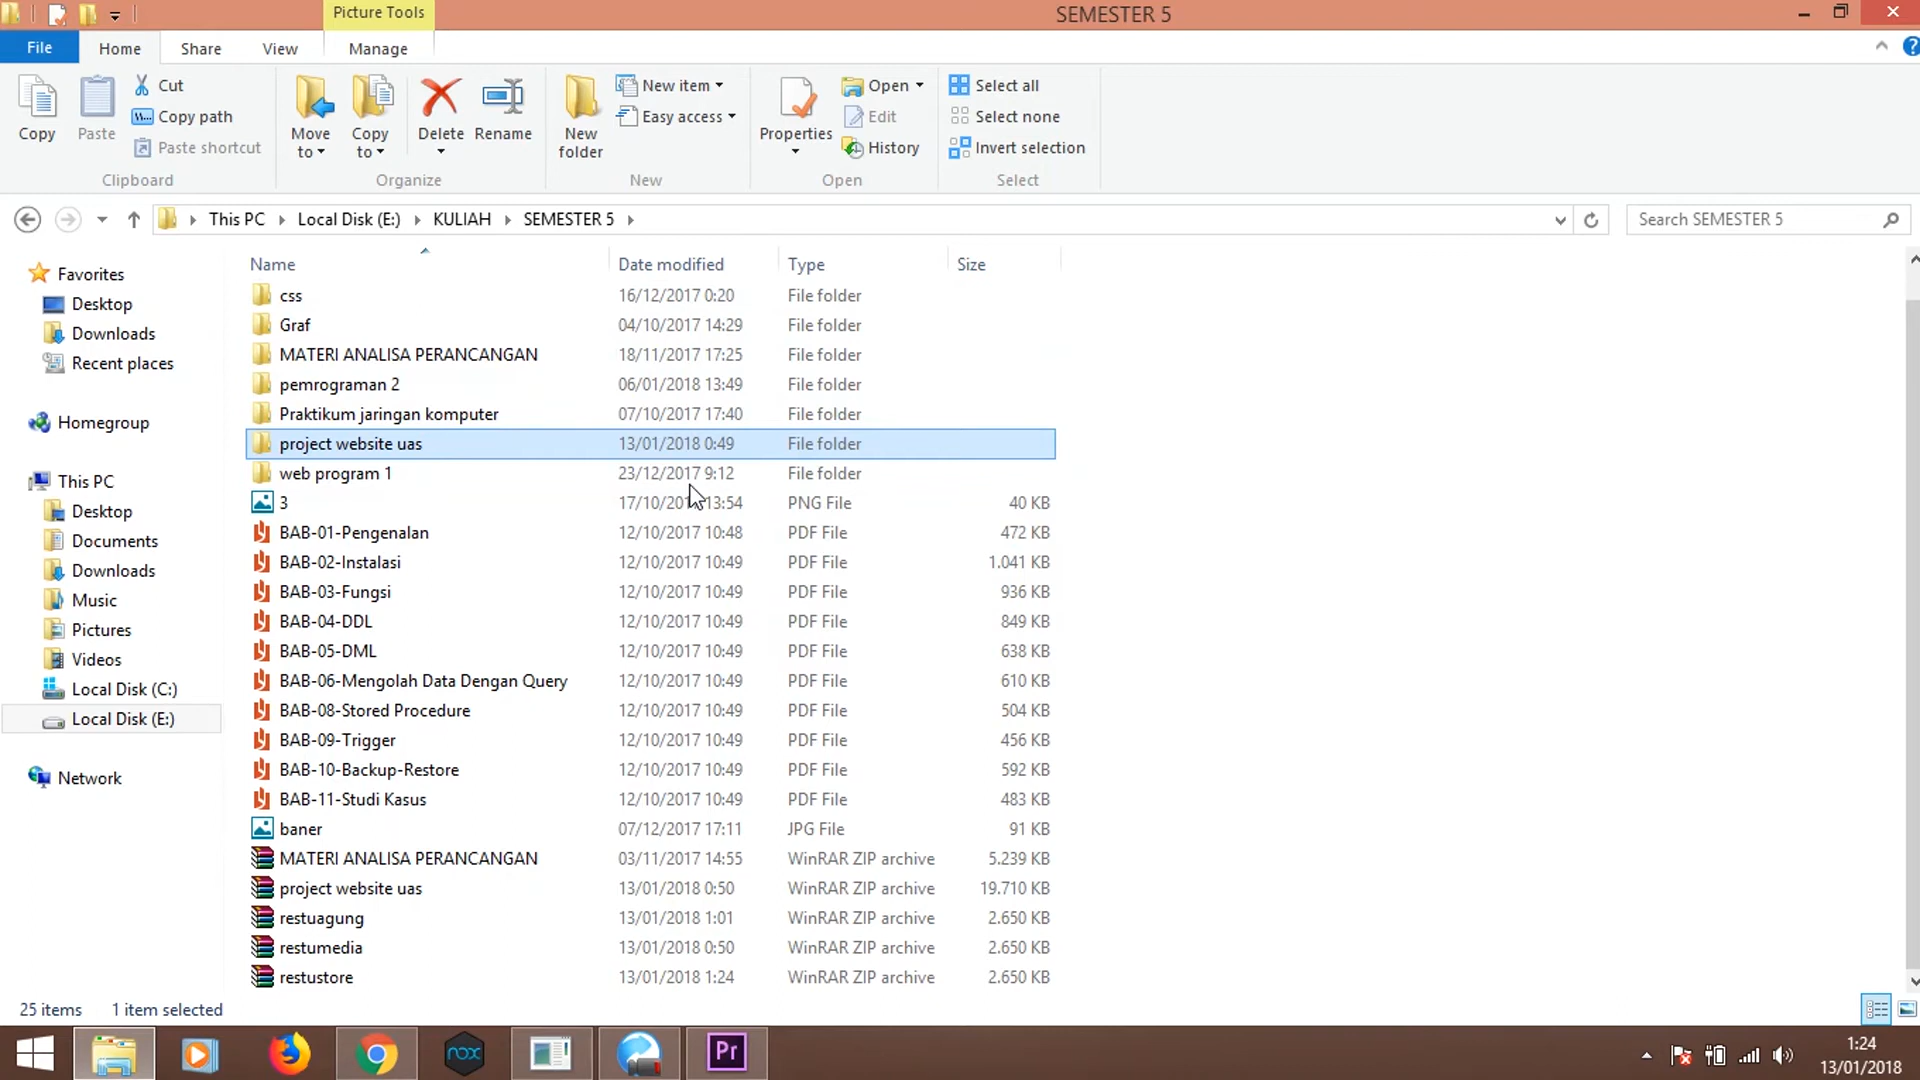 Picture Tools
SEMESTER 5
File Home Share View Manage
Copy
Paste
Cut
Copy path
Paste shortcut
Clipboard
Move to
Copy to
Delete
Rename
Organize
New folder
New item
Easy access
New
Properties
Open
Edit
History
Open
Select all
Select none
Invert selection
Select
This PC Local Disk (E:) KULIAH SEMESTER 5
Search SEMESTER 5
Favorites
Desktop
Downloads
Recent places
Homegroup
This PC
Desktop
Documents
Downloads
Music
Pictures
Videos
Local Disk (C:)
Local Disk (E:)
Network
Name Date modified Type Size
css 16/12/2017 0:20 File folder
Graf 04/10/2017 14:29 File folder
MATERI ANALISA PERANCANGAN 18/11/2017 17:25 File folder
pemrograman 2 06/01/2018 13:49 File folder
Praktikum jaringan komputer 07/10/2017 17:40 File folder
project website uas 13/01/2018 0:49 File folder
web program 1 23/12/2017 9:12 File folder
3 13:54 PNG File 40 KB
BAB-01-Pengenalan 12/10/2017 10:48 PDF File 472 KB
BAB-02-Instalasi 12/10/2017 10:49 PDF File 1.041 KB
BAB-03-Fungsi 12/10/2017 10:49 PDF File 936 KB
BAB-04-DDL 12/10/2017 10:49 PDF File 849 KB
BAB-05-DML 12/10/2017 10:49 PDF File 638 KB
BAB-06-Mengolah Data Dengan Query 12/10/2017 10:49 PDF File 610 KB
BAB-08-Stored Procedure 12/10/2017 10:49 PDF File 504 KB
BAB-09-Trigger 12/10/2017 10:49 PDF File 456 KB
BAB-10-Backup-Restore 12/10/2017 10:49 PDF File 592 KB
BAB-11-Studi Kasus 12/10/2017 10:49 PDF File 483 KB
baner 07/12/2017 17:11 JPG File 91 KB
MATERI ANALISA PERANCANGAN 03/11/2017 14:55 WinRAR ZIP archive 5.239 KB
project website uas 13/01/2018 0:50 WinRAR ZIP archive 19.710 KB
restuagung 13/01/2018 1:01 WinRAR ZIP archive 2.650 KB
restumedia 13/01/2018 0:50 WinRAR ZIP archive 2.650 KB
restustore 13/01/2018 1:24 WinRAR ZIP archive 2.650 KB
25 items 1 item selected
nox
Pr
1:24
13/01/2018